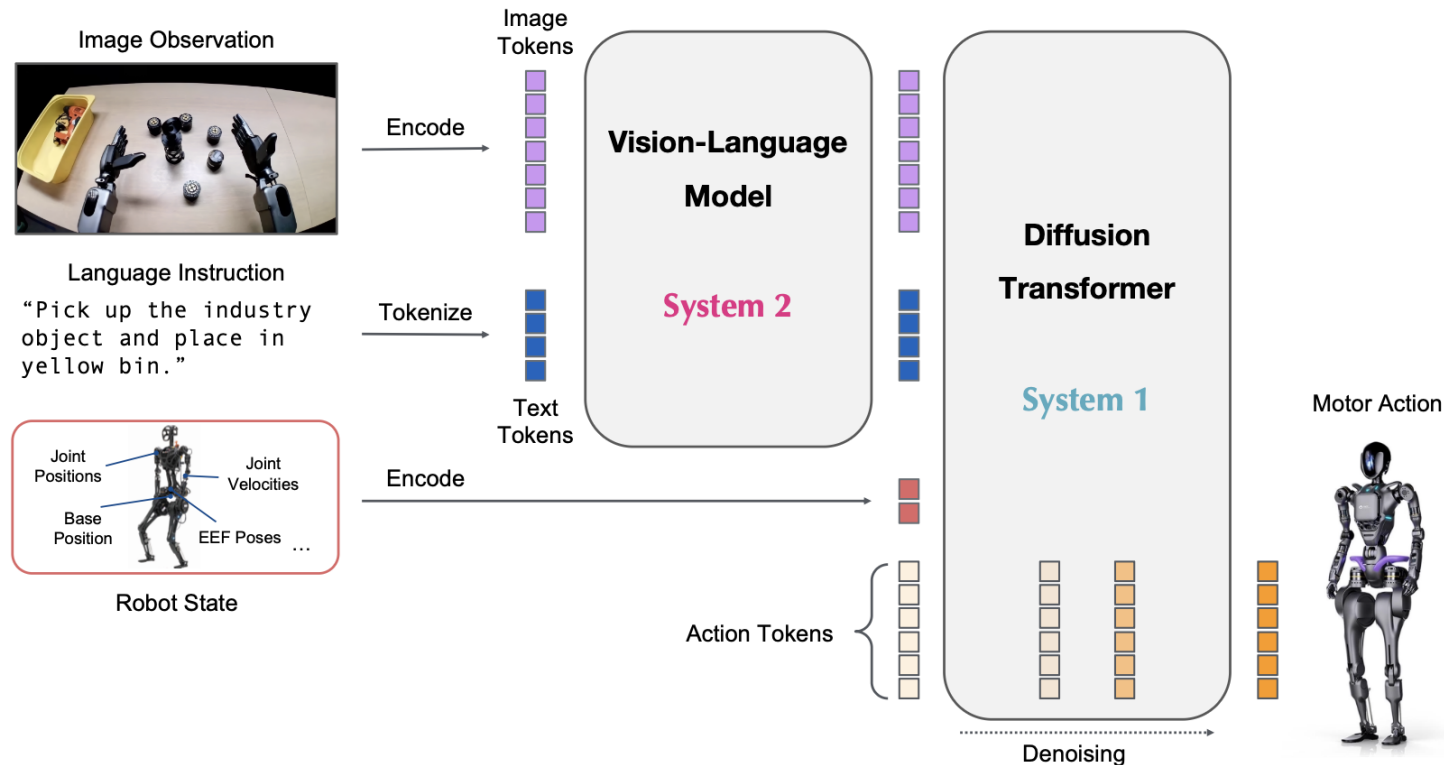 Image Observation
Image
Tokens
Encode
Vision-Language
Model
System 2
Diffusion
Transformer
System 1
Language Instruction
“Pick up the industry
object and place in
yellow bin.”
Tokenize
Text
Tokens
Motor Action
Joint
Positions
Joint
Velocities
Base
Position
EEF Poses
...
Robot State
Encode
Action Tokens
Denoising